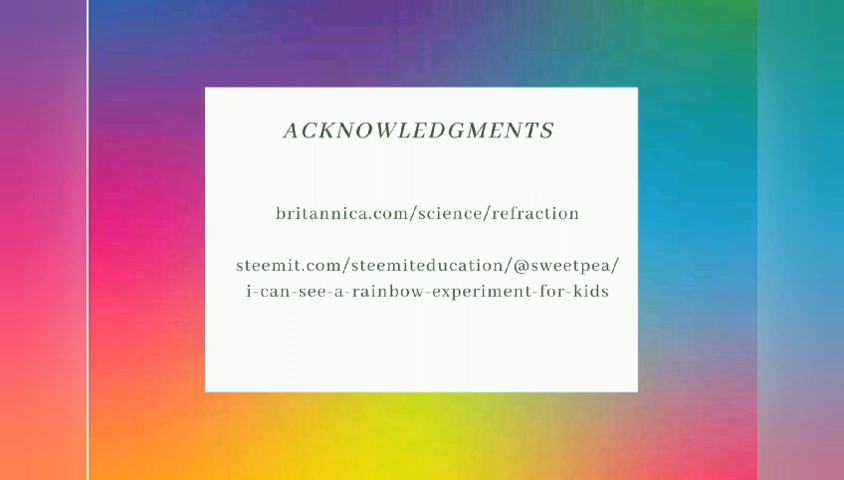 ACKNOWLEDGMENTS
britannica.com/science/refraction
steemit.com/steemiteducation/@sweetpea/
i-can-see-a-rainbow-experiment-for-kids